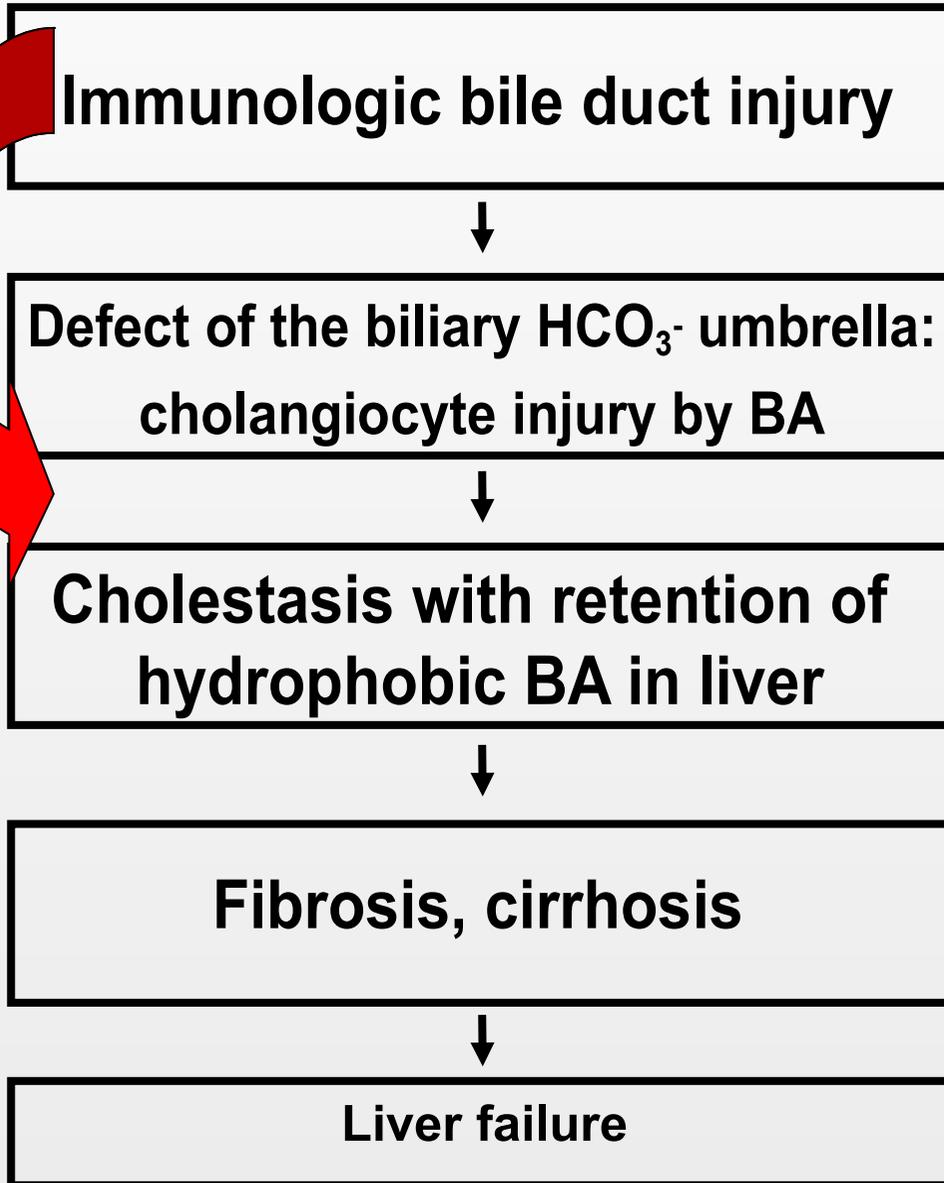 Immunologic bile duct injury
Defect of the biliary HCO₃⁻ umbrella:
cholangiocyte injury by BA
Cholestasis with retention of
hydrophobic BA in liver
Fibrosis, cirrhosis
Liver failure